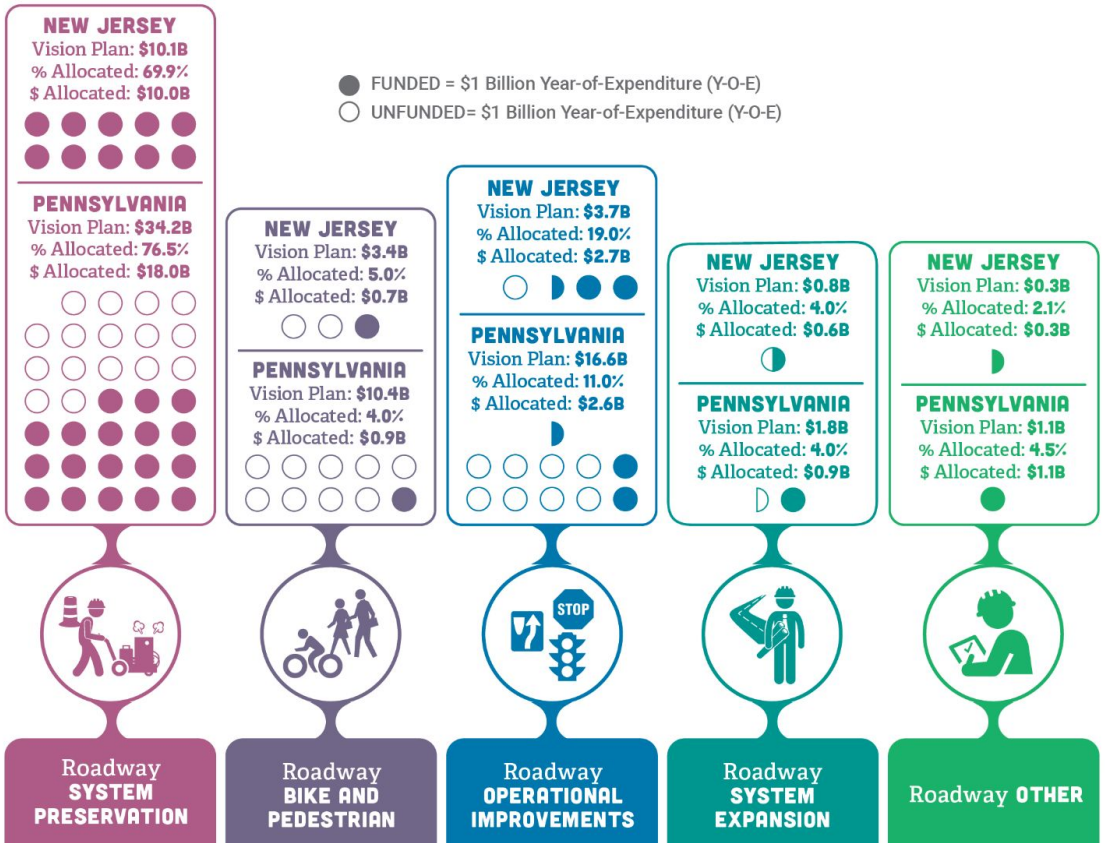 NEW JERSEY
Vision Plan: $10.1B
% Allocated: 69.9%
$ Allocated: $10.0B
PENNSYLVANIA
Vision Plan: $34.2B
% Allocated: 76.5%
$ Allocated: $18.0B
FUNDED = $1 Billion Year-of-Expenditure (Y-O-E)
UNFUNDED= $1 Billion Year-of-Expenditure (Y-O-E)
NEW JERSEY
Vision Plan: $3.4B
% Allocated: 5.0%
$ Allocated: $0.7B
PENNSYLVANIA
Vision Plan: $10.4B
% Allocated: 4.0%
$ Allocated: $0.9B
NEW JERSEY
Vision Plan: $3.7B
% Allocated: 19.0%
$ Allocated: $2.7B
PENNSYLVANIA
Vision Plan: $16.6B
% Allocated: 11.0%
$ Allocated: $2.6B
NEW JERSEY
Vision Plan: $0.8B
% Allocated: 4.0%
$ Allocated: $0.6B
PENNSYLVANIA
Vision Plan: $1.8B
% Allocated: 4.0%
$ Allocated: $0.9B
NEW JERSEY
Vision Plan: $0.3B
% Allocated: 2.1%
$ Allocated: $0.3B
PENNSYLVANIA
Vision Plan: $1.1B
% Allocated: 4.5%
$ Allocated: $1.1B
STOP
Roadway
SYSTEM
PRESERVATION
Roadway
BIKE AND
PEDESTRIAN
Roadway
OPERATIONAL
IMPROVEMENTS
Roadway
SYSTEM
EXPANSION
Roadway OTHER